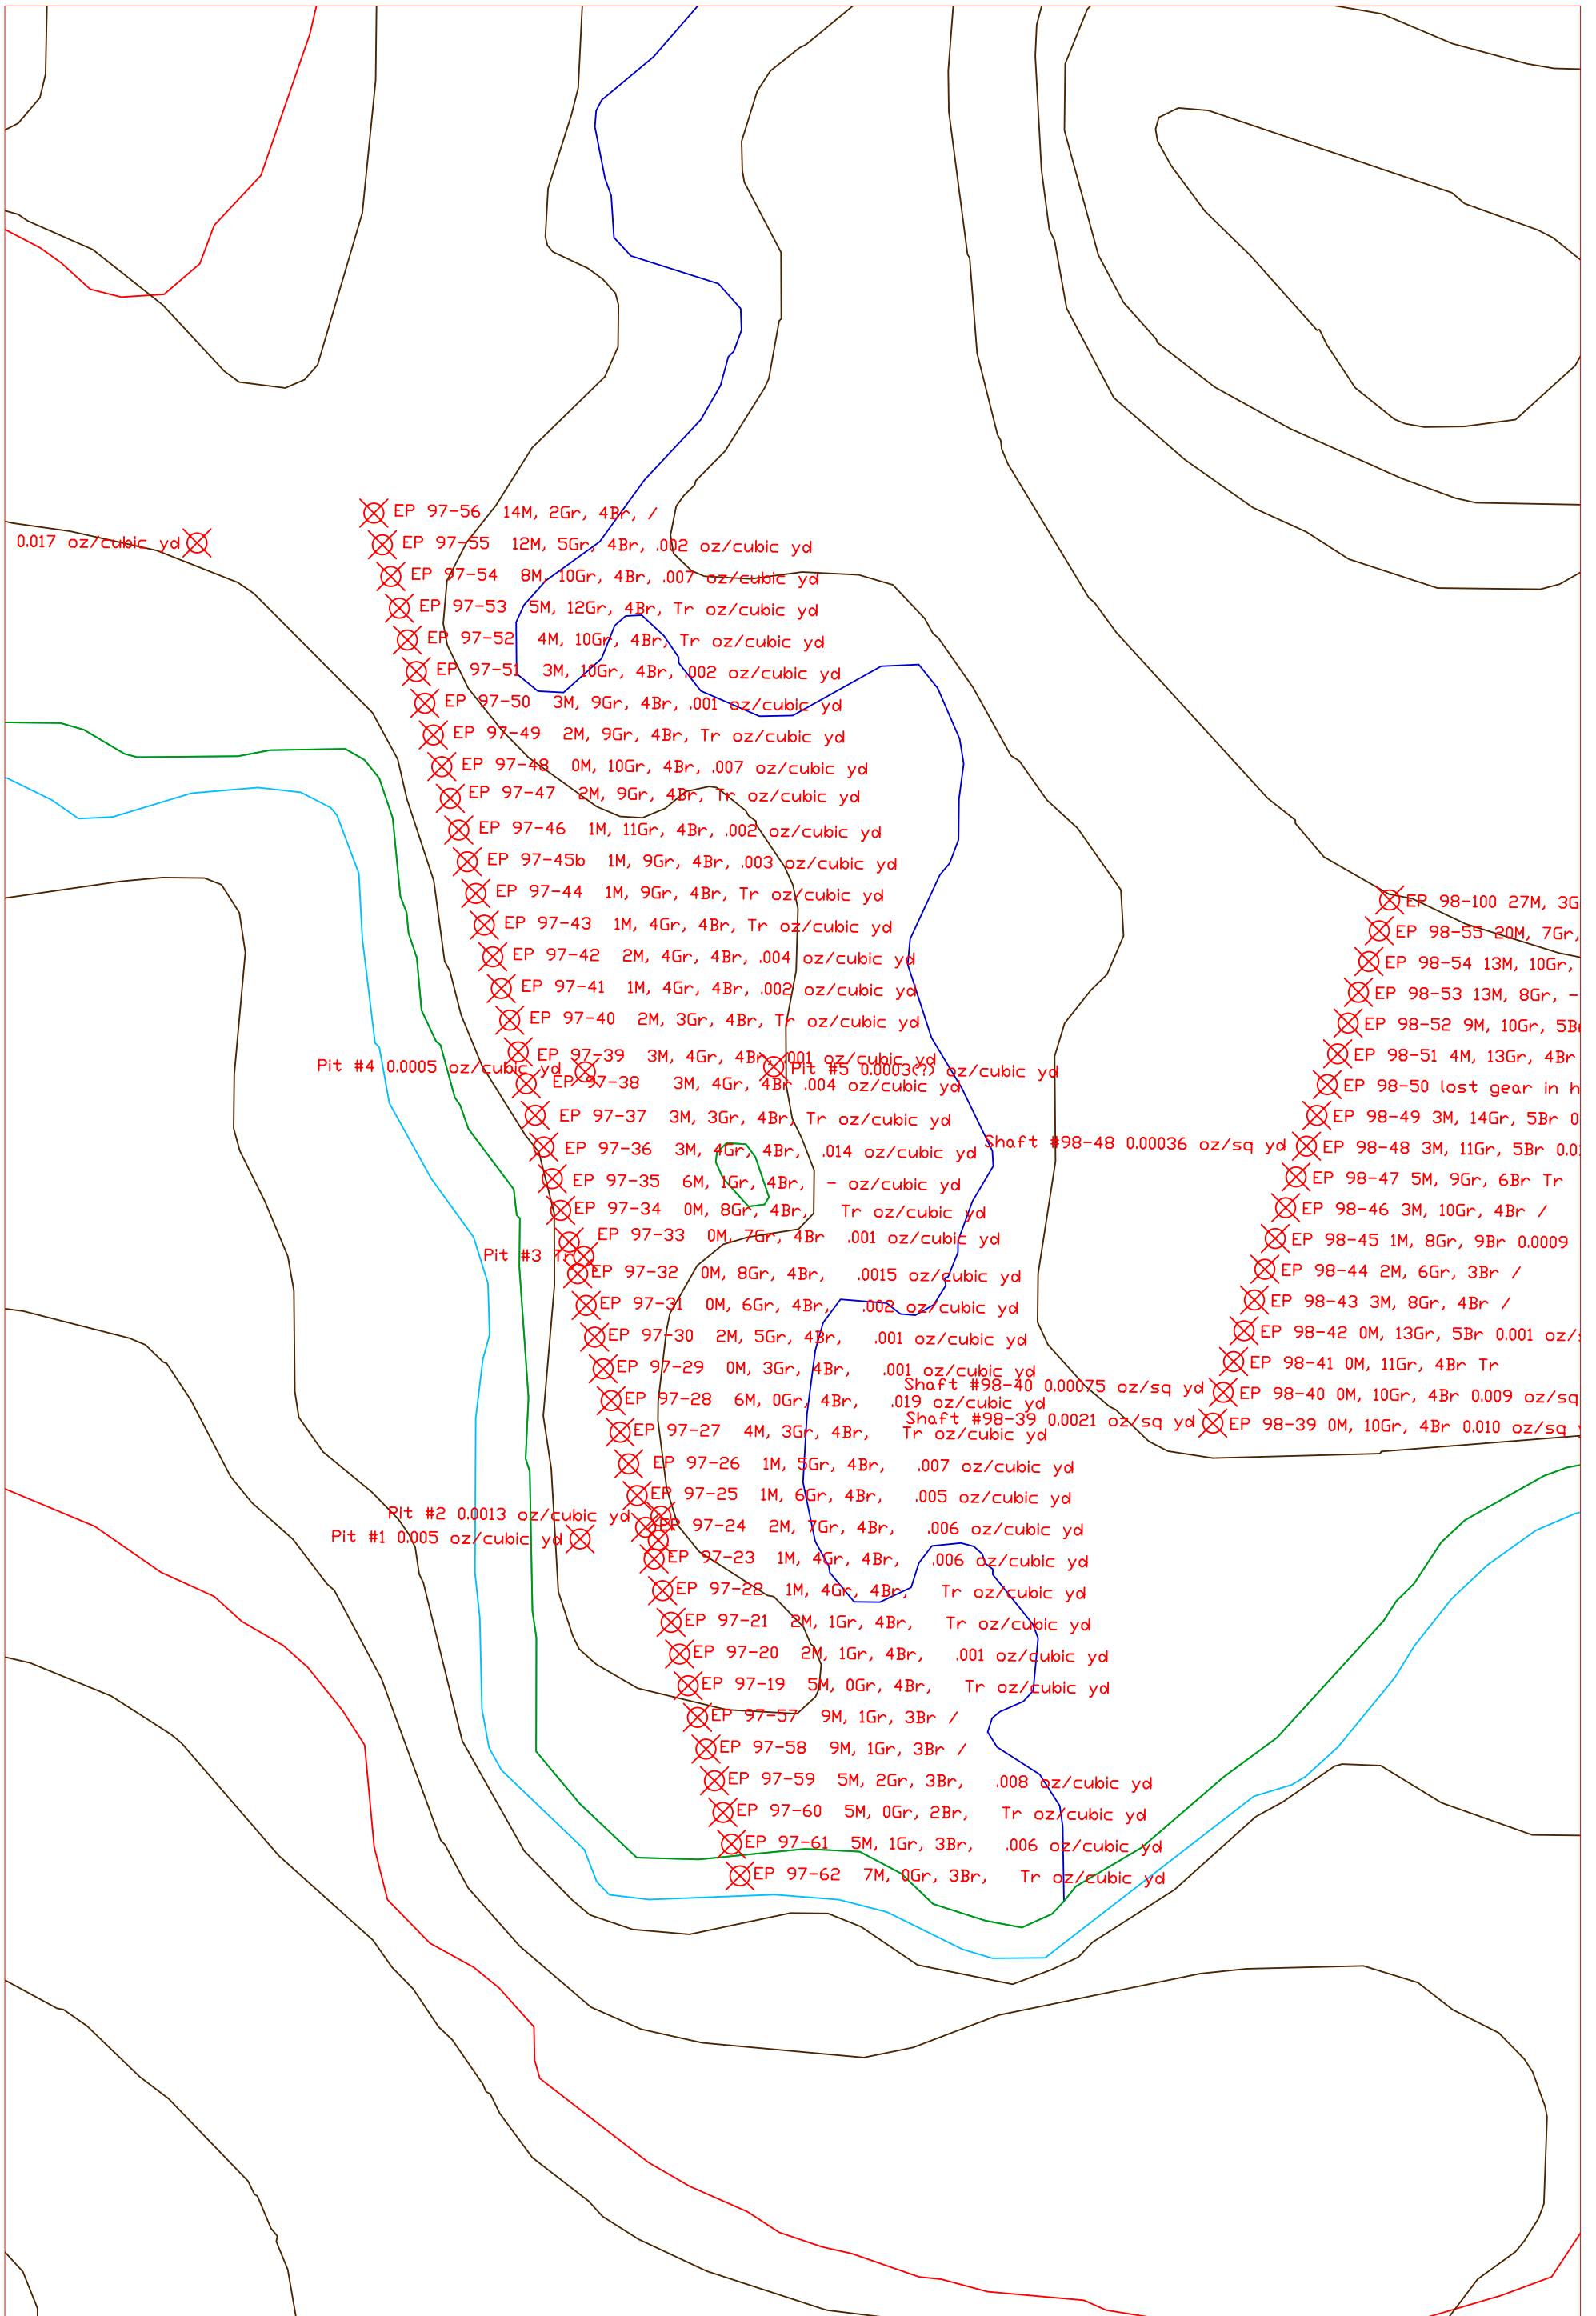 EP 97-56 14M, 2Gr, 4Br, /
0.017 oz/cubic yd
EP 97-55 12M, 5Gr, 4Br, .002 oz/cubic yd
EP 97-54 8M, 10Gr, 4Br, .007 oz/cubic yd
EP 97-53 5M, 12Gr, 4Br, Tr oz/cubic yd
EP 97-52 4M, 10Gr, 4Br, Tr oz/cubic yd
EP 97-51 3M, 10Gr, 4Br, .002 oz/cubic yd
EP 97-50 3M, 9Gr, 4Br, .001 oz/cubic yd
EP 97-49 2M, 9Gr, 4Br, Tr oz/cubic yd
EP 97-48 0M, 10Gr, 4Br, .007 oz/cubic yd
EP 97-47 2M, 9Gr, 4Br, Tr oz/cubic yd
EP 97-46 1M, 11Gr, 4Br, .002 oz/cubic yd
EP 97-45b 1M, 9Gr, 4Br, .003 oz/cubic yd
EP 97-44 1M, 9Gr, 4Br, Tr oz/cubic yd
EP 97-43 1M, 4Gr, 4Br, Tr oz/cubic yd
EP 97-42 2M, 4Gr, 4Br, .004 oz/cubic yd
EP 97-41 1M, 4Gr, 4Br, .002 oz/cubic yd
EP 97-40 2M, 3Gr, 4Br, Tr oz/cubic yd
EP 97-39 3M, 4Gr, 4Br, .001 oz/cubic yd
Pit #4 0.0005 oz/cubic yd
Pit #5 0.0003(?) oz/cubic yd
EP 97-38 3M, 4Gr, 4Br .004 oz/cubic yd
EP 97-37 3M, 3Gr, 4Br, Tr oz/cubic yd
EP 97-36 3M, 4Gr, 4Br, .014 oz/cubic yd
EP 97-35 6M, 1Gr, 4Br, - oz/cubic yd
EP 97-34 0M, 8Gr, 4Br, Tr oz/cubic yd
EP 97-33 0M, 7Gr, 4Br .001 oz/cubic yd
Pit #3 Tr
EP 97-32 0M, 8Gr, 4Br, .0015 oz/cubic yd
EP 97-31 0M, 6Gr, 4Br, .002 oz/cubic yd
EP 97-30 2M, 5Gr, 4Br, .001 oz/cubic yd
EP 97-29 0M, 3Gr, 4Br, .001 oz/cubic yd
EP 97-28 6M, 0Gr, 4Br, .019 oz/cubic yd
EP 97-27 4M, 3Gr, 4Br, Tr oz/cubic yd
EP 97-26 1M, 5Gr, 4Br, .007 oz/cubic yd
EP 97-25 1M, 6Gr, 4Br, .005 oz/cubic yd
Pit #2 0.0013 oz/cubic yd
EP 97-24 2M, 7Gr, 4Br, .006 oz/cubic yd
Pit #1 0.005 oz/cubic yd
EP 97-23 1M, 4Gr, 4Br, .006 oz/cubic yd
EP 97-22 1M, 4Gr, 4Br, Tr oz/cubic yd
EP 97-21 2M, 1Gr, 4Br, Tr oz/cubic yd
EP 97-20 2M, 1Gr, 4Br, .001 oz/cubic yd
EP 97-19 5M, 0Gr, 4Br, Tr oz/cubic yd
EP 97-57 9M, 1Gr, 3Br /
EP 97-58 9M, 1Gr, 3Br /
EP 97-59 5M, 2Gr, 3Br, .008 oz/cubic yd
EP 97-60 5M, 0Gr, 2Br, Tr oz/cubic yd
EP 97-61 5M, 1Gr, 3Br, .006 oz/cubic yd
EP 97-62 7M, 0Gr, 3Br, Tr oz/cubic yd
EP 98-100 27M, 3G
EP 98-55 20M, 7Gr,
EP 98-54 13M, 10Gr,
EP 98-53 13M, 8Gr, -
EP 98-52 9M, 10Gr, 5Br
EP 98-51 4M, 13Gr, 4Br
EP 98-50 lost gear in h
EP 98-49 3M, 14Gr, 5Br 0
Shaft #98-48 0.00036 oz/sq yd
EP 98-48 3M, 11Gr, 5Br 0.0
EP 98-47 5M, 9Gr, 6Br Tr
EP 98-46 3M, 10Gr, 4Br /
EP 98-45 1M, 8Gr, 9Br 0.0009
EP 98-44 2M, 6Gr, 3Br /
EP 98-43 3M, 8Gr, 4Br /
EP 98-42 0M, 13Gr, 5Br 0.001 oz/
EP 98-41 0M, 11Gr, 4Br Tr
Shaft #98-40 0.00075 oz/sq yd
EP 98-40 0M, 10Gr, 4Br 0.009 oz/sq
Shaft #98-39 0.0021 oz/sq yd
EP 98-39 0M, 10Gr, 4Br 0.010 oz/sq